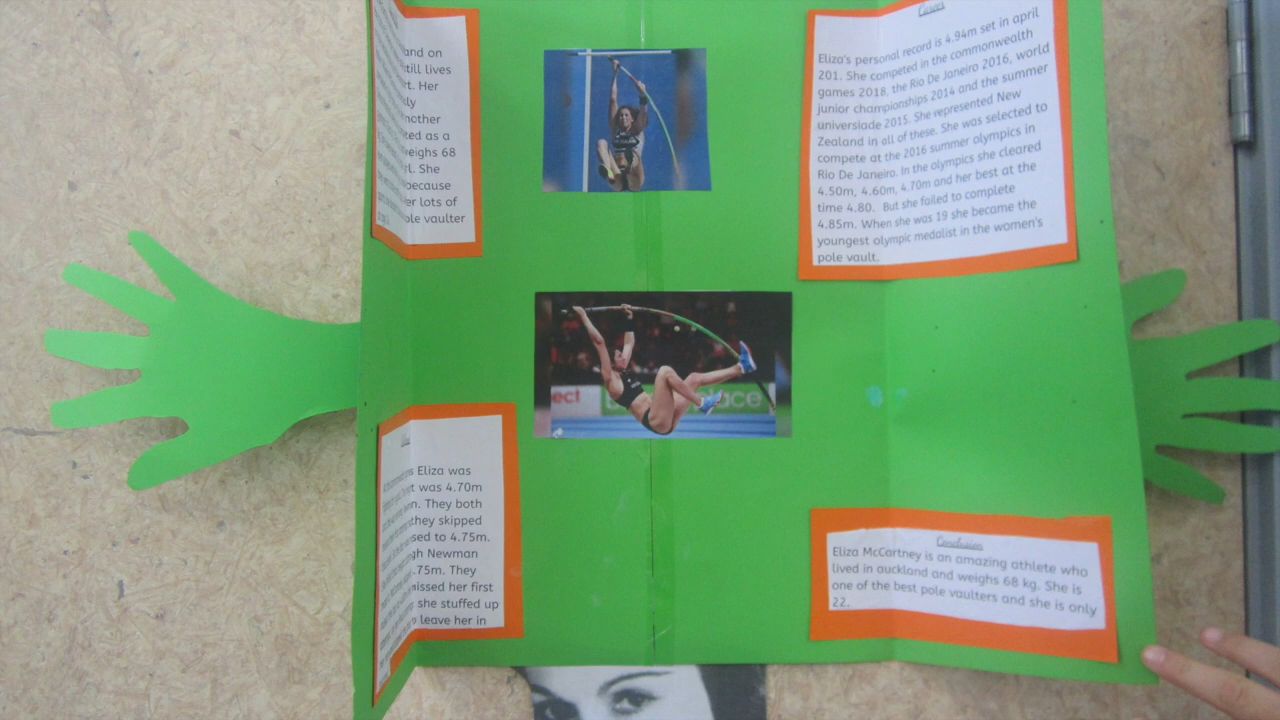 and on
still lives
rt. Her
ly
nother
ted as a
weighs 68
rl. She
because
er lots of
ole vaulter
Eliza was
t was 4.70m
n. They both
they skipped
sed to 4.75m.
gh Newman
.75m. They
missed her first
she stuffed up
leave her in
ect
place
Career
Eliza's personal record is 4.94m set in april
201. She competed in the commonwealth
games 2018, the Rio De Janeiro 2016, world
junior championships 2014 and the summer
universiade 2015. She represented New
Zealand in all of these. She was selected to
compete at the 2016 summer olympics in
Rio De Janeiro. In the olympics she cleared
4.50m, 4.60m, 4.70m and her best at the
time 4.80. But she failed to complete
4.85m. When she was 19 she became the
youngest olympic medalist in the women's
pole vault.
Conclusion
Eliza McCartney is an amazing athlete who
lived in auckland and weighs 68 kg. She is
one of the best pole vaulters and she is only
22.